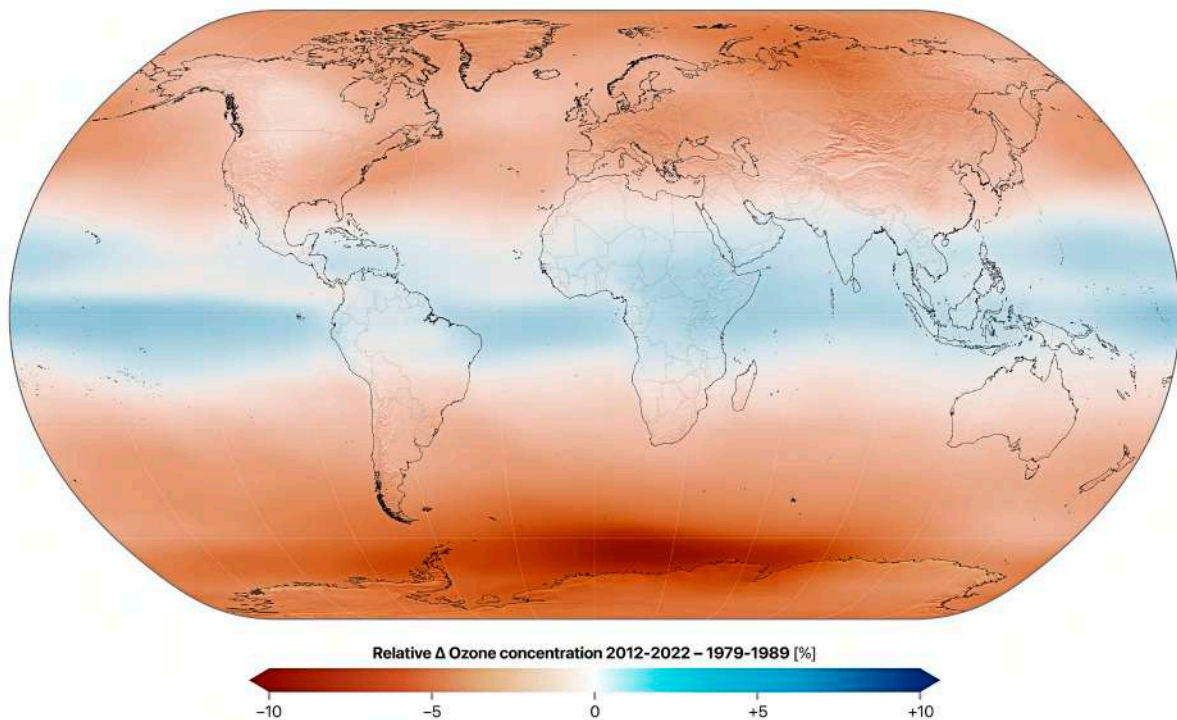 Relative Δ Ozone concentration 2012-2022 – 1979-1989 [%]
−10 −5 0 +5 +10